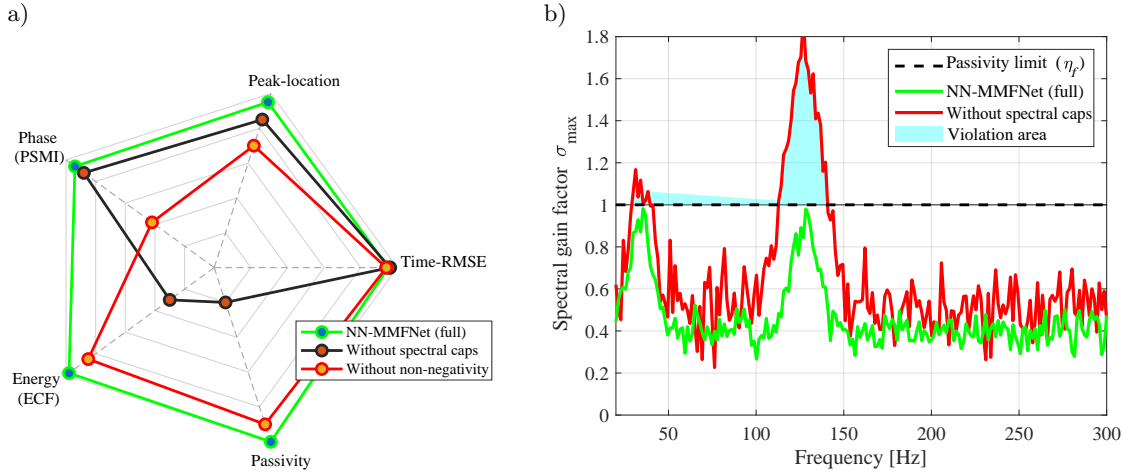 a)
Peak-location
Phase
(PSMI)
Time-RMSE
Energy
(ECF)
Passivity
NN-MMFNet (full)
Without spectral caps
Without non-negativity
b)
Spectral gain factor σmax
1.8
1.6
1.4
1.2
1
0.8
0.6
0.4
0.2
0
50
100
150
200
250
300
Frequency [Hz]
Passivity limit (ηf)
NN-MMFNet (full)
Without spectral caps
Violation area